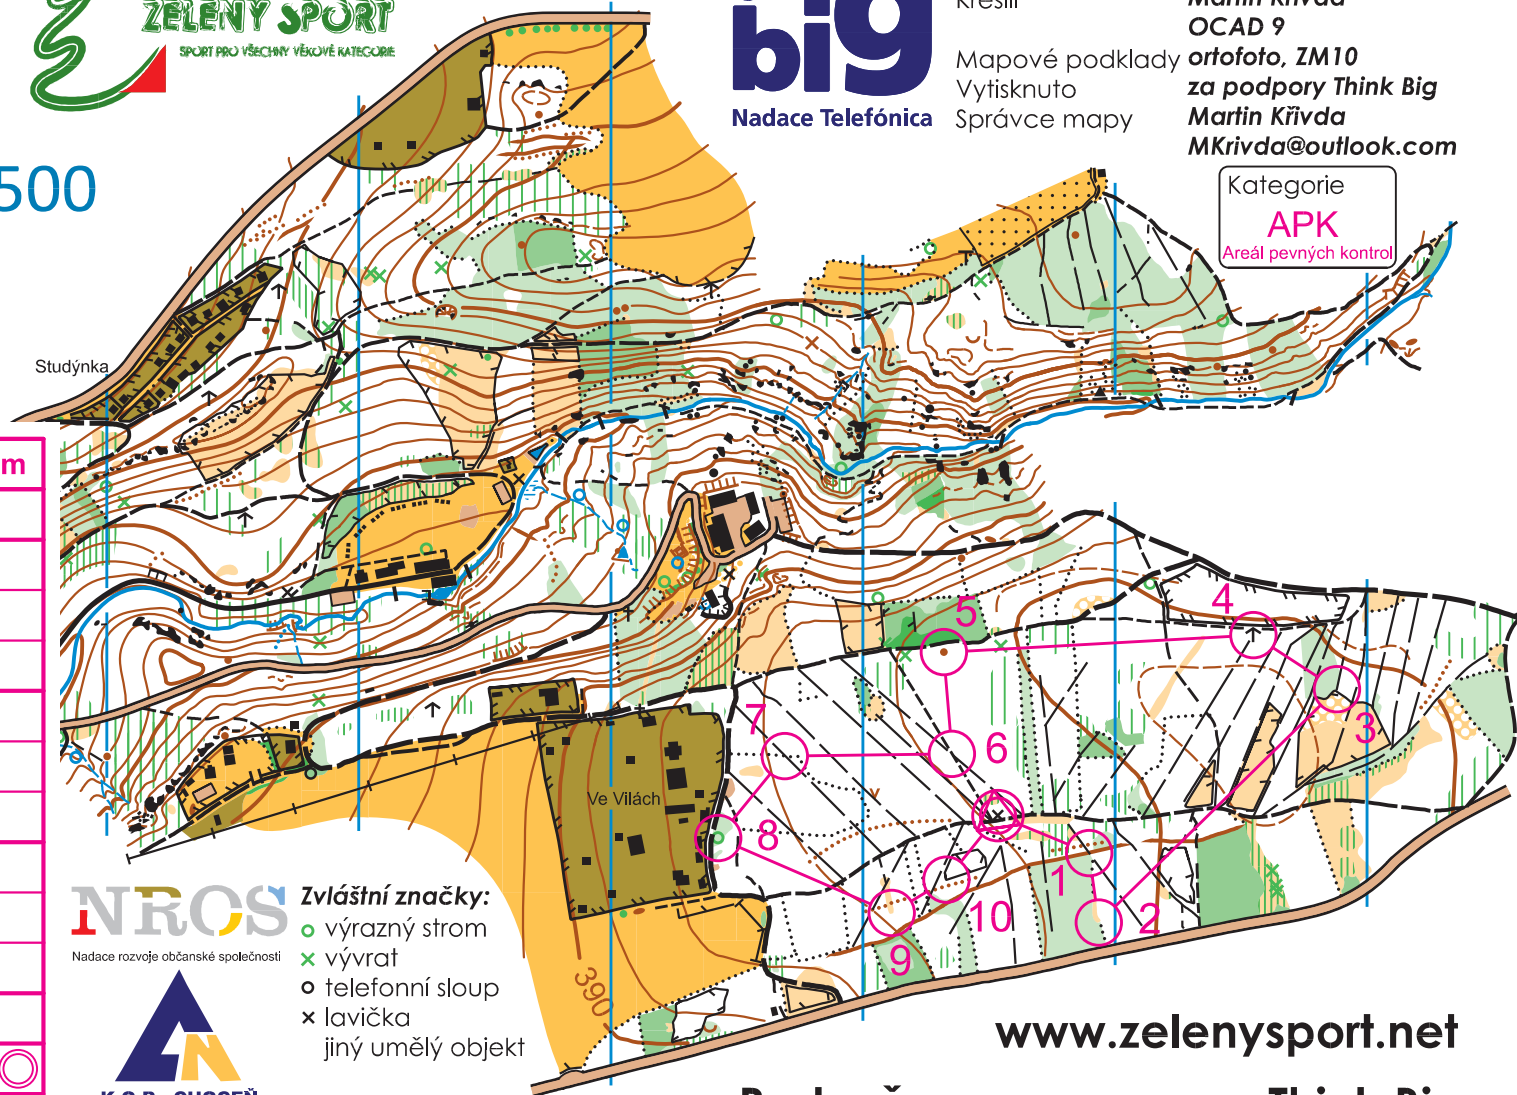 ZELENÝ SPORT
SPORT PRO VŠECHNY VĚKOVÉ KATEGORIE
big
Nadace Telefónica
Kreslil
Martin Křivda
OCAD 9
Mapové podklady
ortofoto, ZM10
Vytisknuto
za podpory Think Big
Správce mapy
Martin Křivda
MKrivda@outlook.com
500
Kategorie
APK
Areál pevných kontrol
Studýnka
m
Ve Vilách
390
1
2
3
4
5
6
7
8
9
10
NROS
Nadace rozvoje občanské společnosti
Zvláštní značky:
výrazný strom
vývrat
telefonní sloup
lavička
jiný umělý objekt
www.zelenysport.net